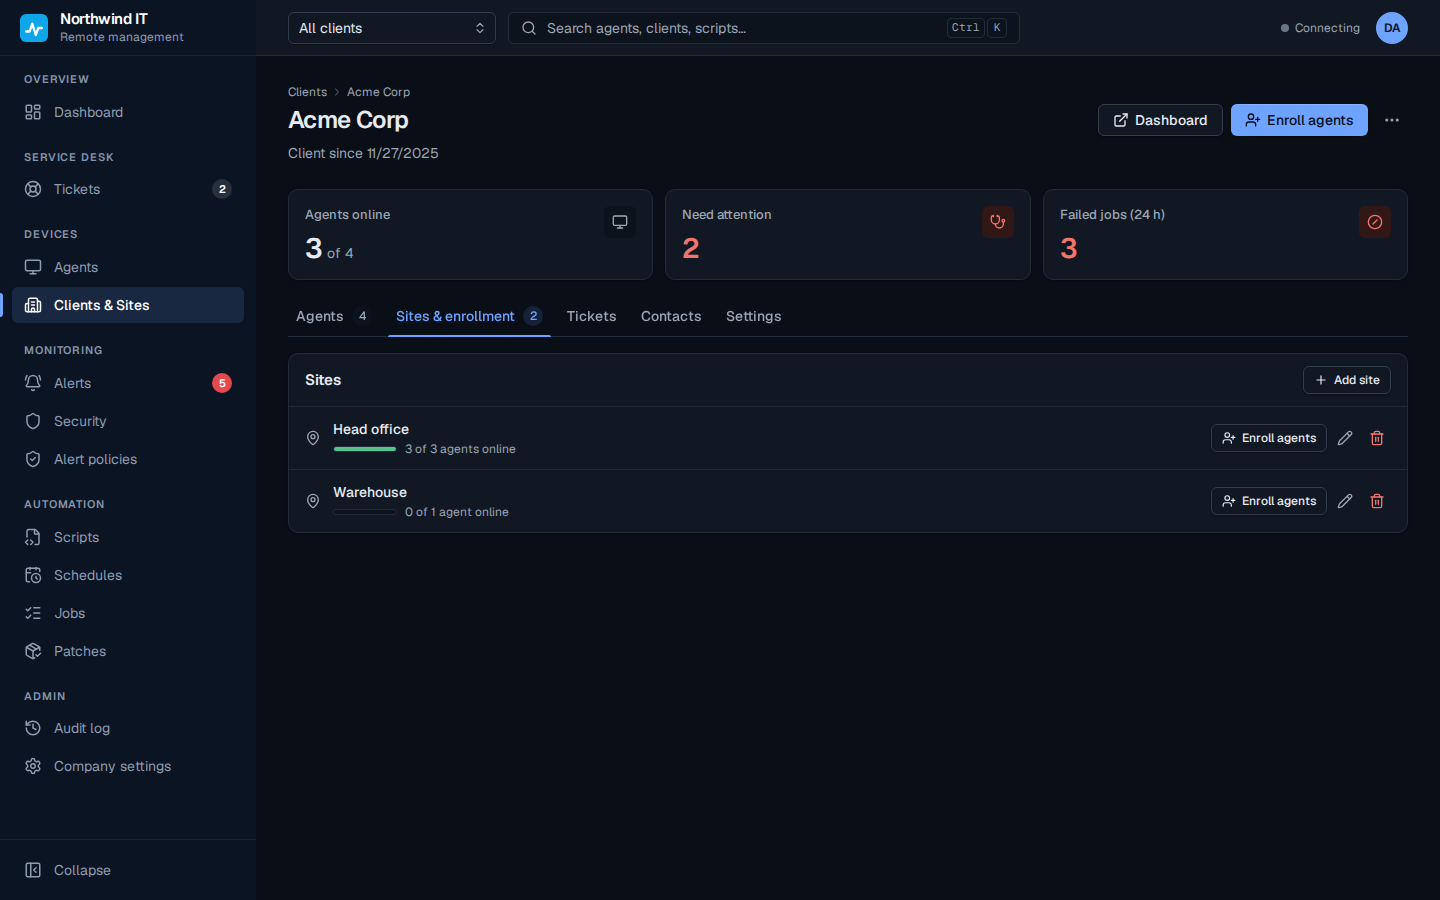 Northwind IT
Remote management
All clients
Search agents, clients, scripts...
Ctrl K
Connecting
DA
OVERVIEW
Dashboard
SERVICE DESK
Tickets 2
DEVICES
Agents
Clients & Sites
MONITORING
Alerts 5
Security
Alert policies
AUTOMATION
Scripts
Schedules
Jobs
Patches
ADMIN
Audit log
Company settings
Collapse
Clients > Acme Corp
Acme Corp
Client since 11/27/2025
Dashboard
Enroll agents
Agents online
3 of 4
Need attention
2
Failed jobs (24 h)
3
Agents 4
Sites & enrollment 2
Tickets
Contacts
Settings
Sites
Add site
Head office
3 of 3 agents online
Enroll agents
Warehouse
0 of 1 agent online
Enroll agents